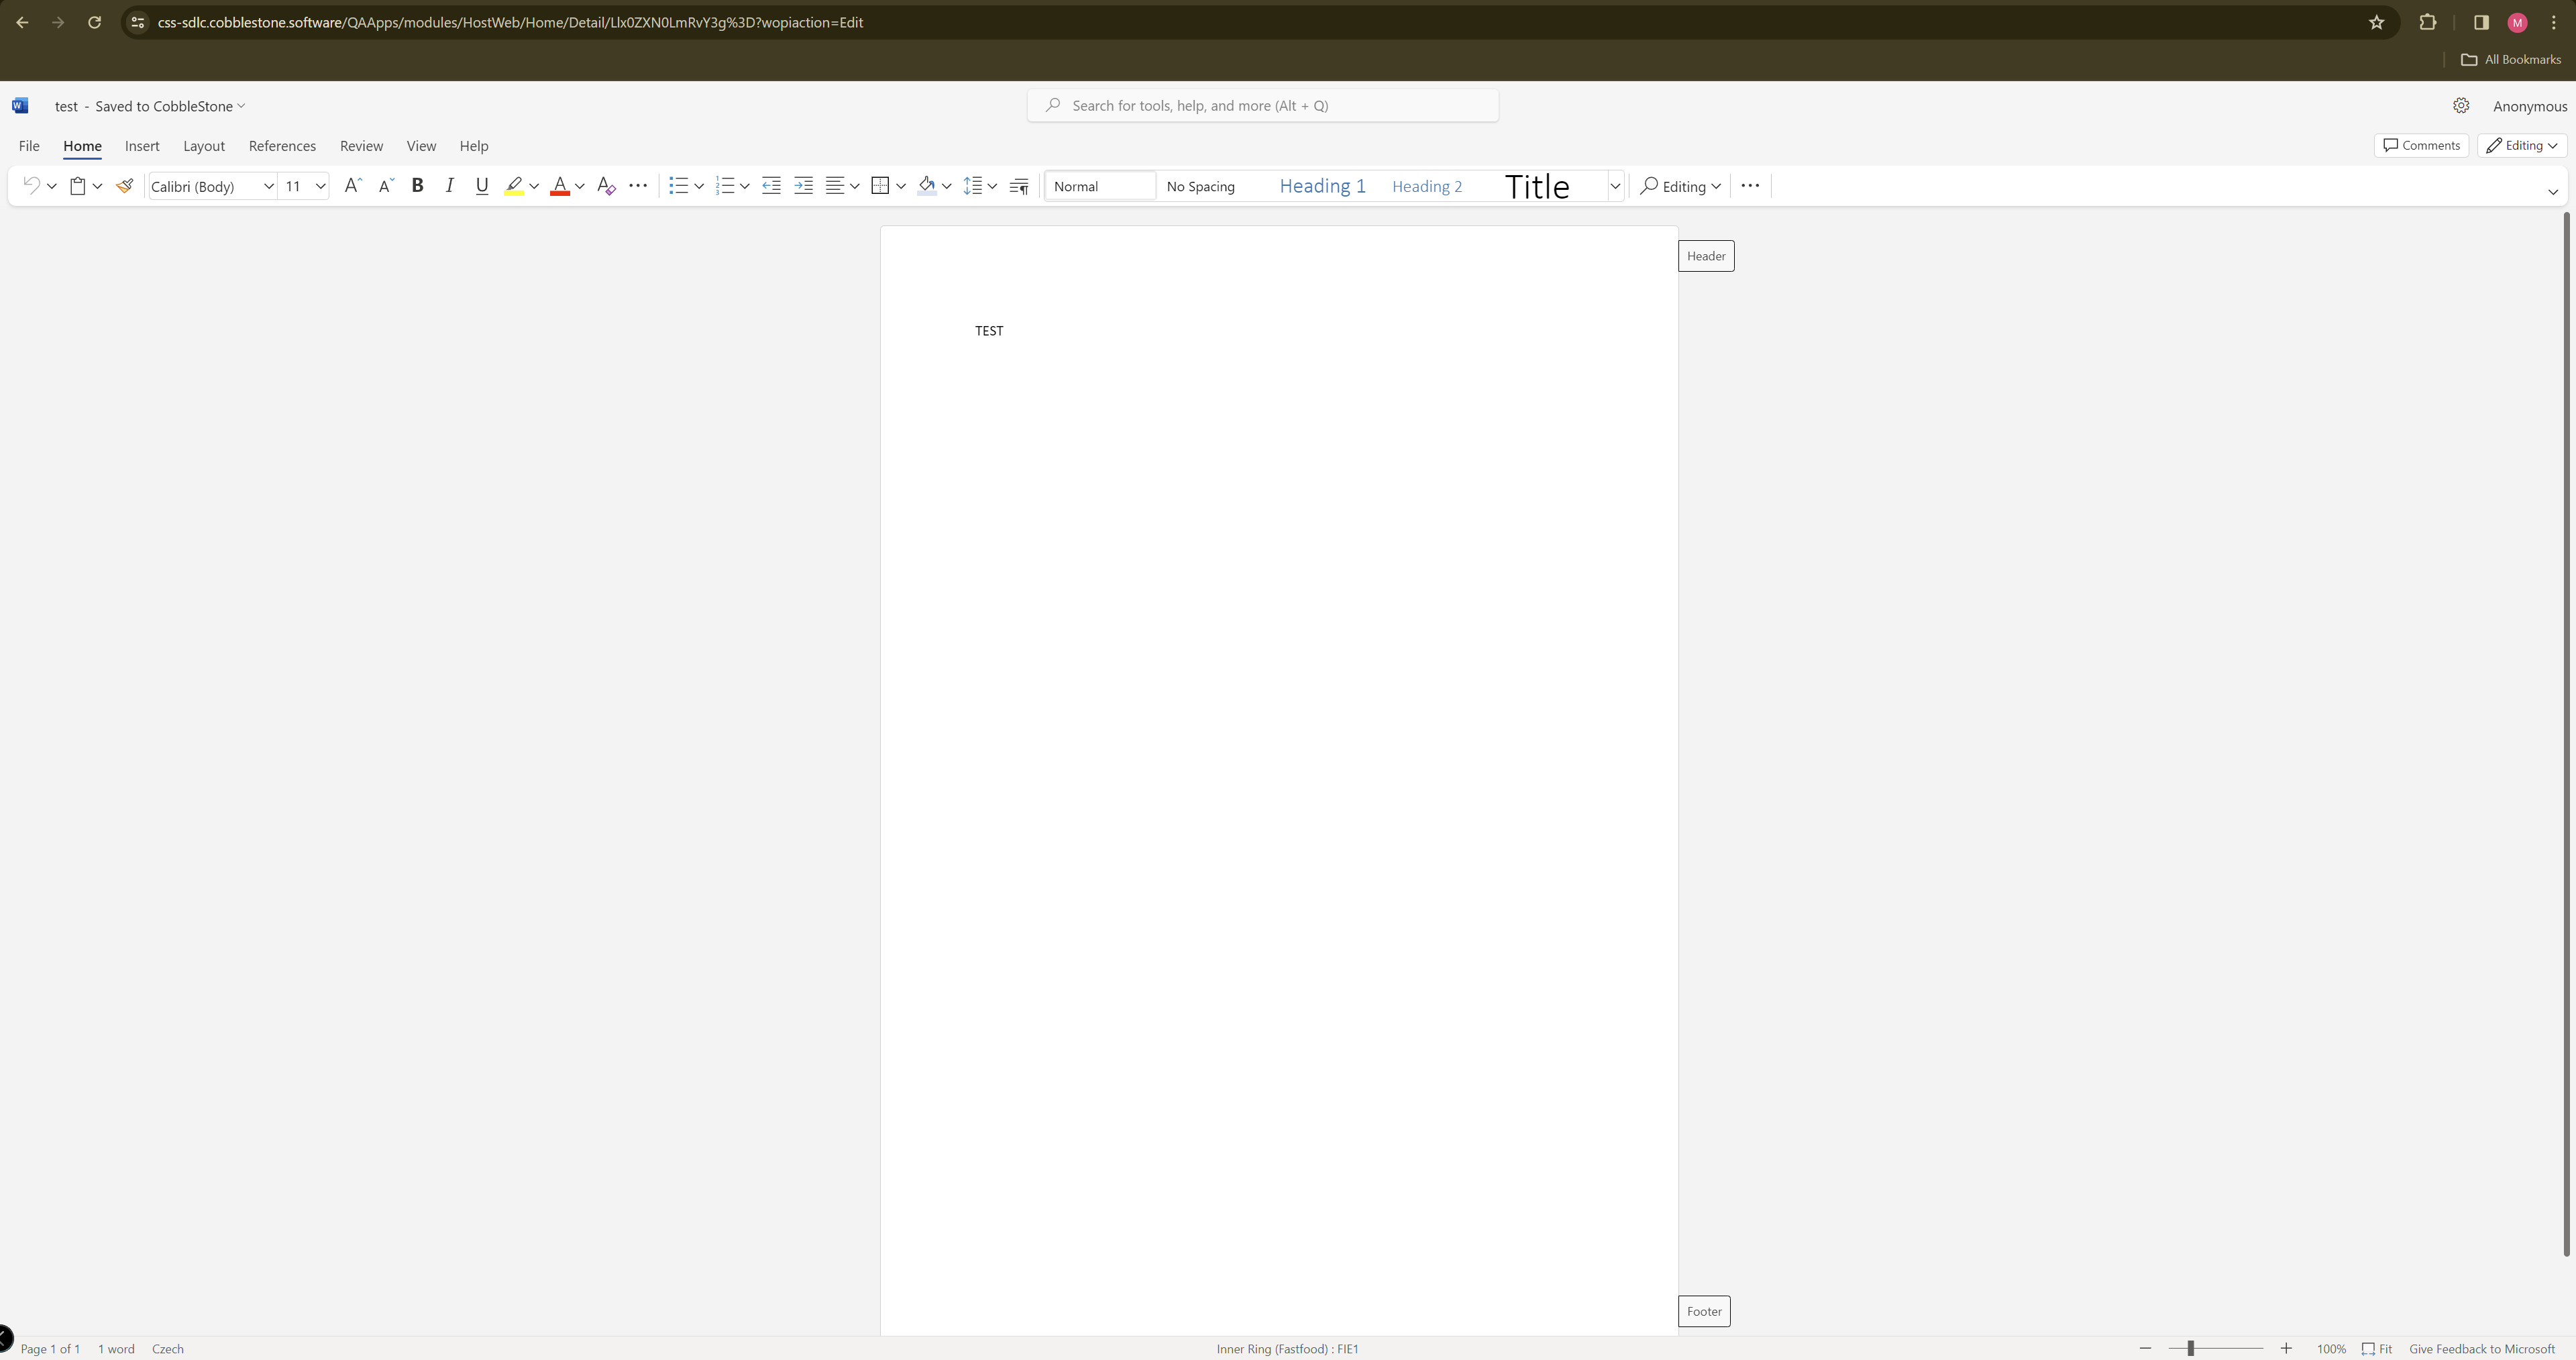 css-sdlc.cobblestone.software/QAApps/modules/HostWeb/Home/Detail/Llx0ZXN0LmRvY3g%3D?wopiaction=Edit
M
All Bookmarks
W
test - Saved to CobbleStone
Search for tools, help, and more (Alt + Q)
Anonymous
File Home Insert Layout References Review View Help
Comments Editing
Calibri (Body) 11 A A B I U A A Normal No Spacing Heading 1 Heading 2 Title Editing
Header
TEST
Footer
Page 1 of 1 1 word Czech Inner Ring (Fastfood) : FIE1 100% Fit Give Feedback to Microsoft